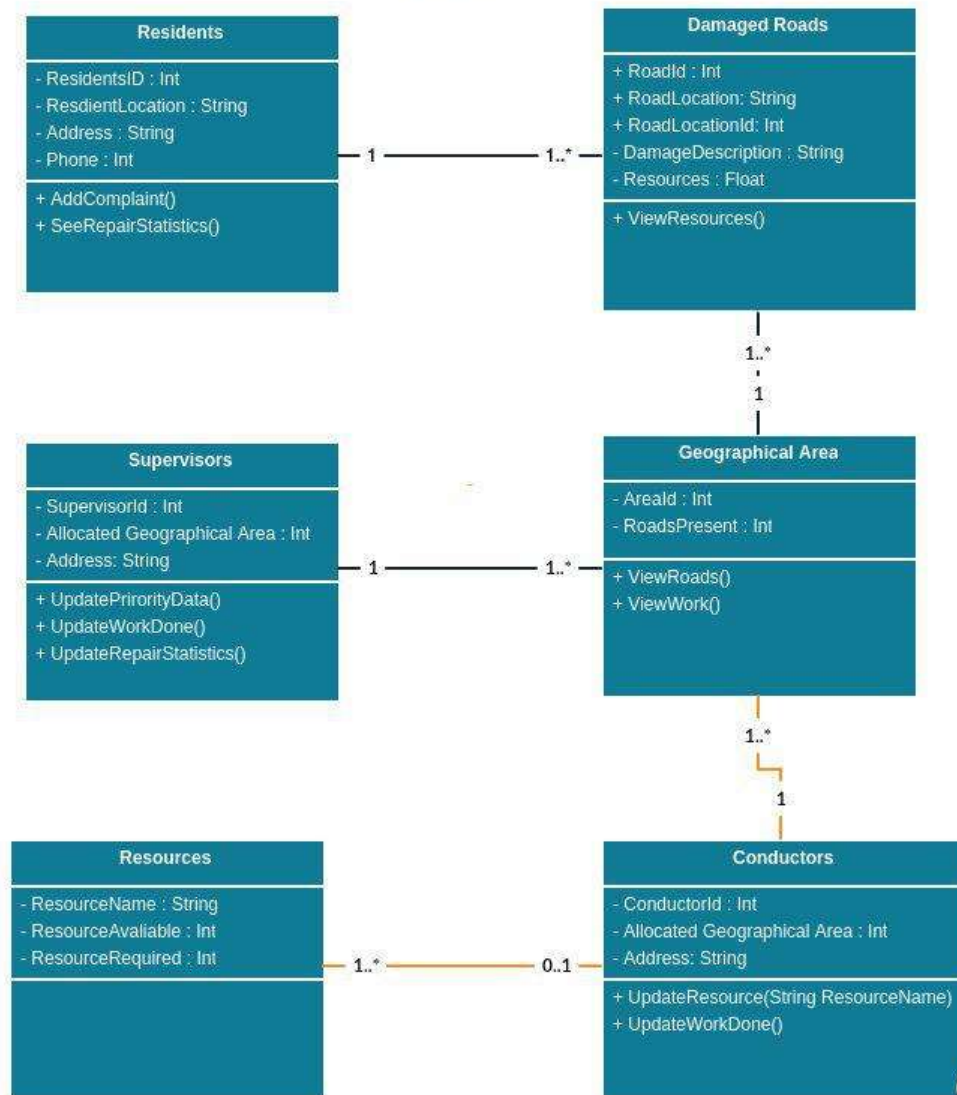 Residents
- ResidentsID : Int
- ResdientLocation : String
- Address : String
- Phone : Int
+ AddComplaint()
+ SeeRepairStatistics()
1
1..*
Damaged Roads
+ RoadId : Int
+ RoadLocation: String
+ RoadLocationId: Int
- DamageDescription : String
- Resources : Float
+ ViewResources()
1..*
1
Supervisors
- SupervisorId : Int
- Allocated Geographical Area : Int
- Address: String
+ UpdatePrirorityData()
+ UpdateWorkDone()
+ UpdateRepairStatistics()
1
1..*
Geographical Area
- AreaId : Int
- RoadsPresent : Int
+ ViewRoads()
+ ViewWork()
1..*
1
Resources
- ResourceName : String
- ResourceAvaliable : Int
- ResourceRequired : Int
1..*
0..1
Conductors
- ConductorId : Int
- Allocated Geographical Area : Int
- Address: String
+ UpdateResource(String ResourceName)
+ UpdateWorkDone()